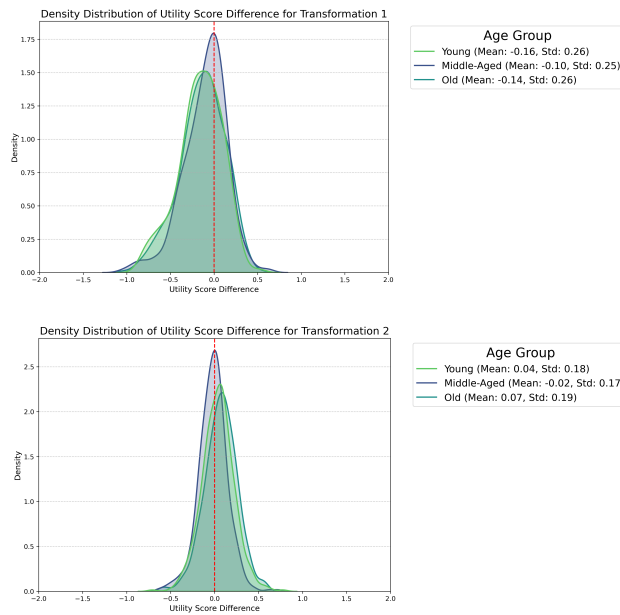 Density Distribution of Utility Score Difference for Transformation 1
Age Group
Young (Mean: -0.16, Std: 0.26)
Middle-Aged (Mean: -0.10, Std: 0.25)
Old (Mean: -0.14, Std: 0.26)
1.75
1.50
1.25
1.00
0.75
0.50
0.25
0.00
Density
−2.0 −1.5 −1.0 −0.5 0.0 0.5 1.0 1.5 2.0
Utility Score Difference
Density Distribution of Utility Score Difference for Transformation 2
Age Group
Young (Mean: 0.04, Std: 0.18)
Middle-Aged (Mean: -0.02, Std: 0.17
Old (Mean: 0.07, Std: 0.19)
2.5
2.0
1.5
1.0
0.5
0.0
Density
−2.0 −1.5 −1.0 −0.5 0.0 0.5 1.0 1.5 2.0
Utility Score Difference